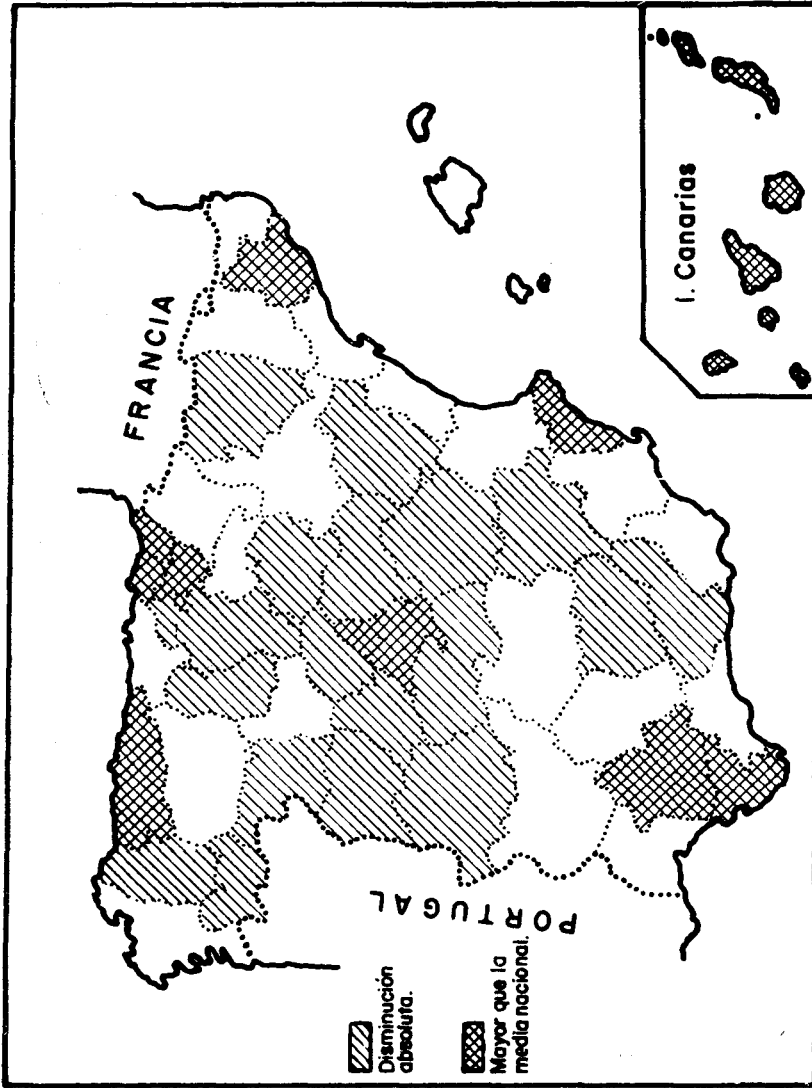 FRANCIA
PORTUGAL
I. Canarias
Disminución
absoluta.
Mayor que la
media nacional.